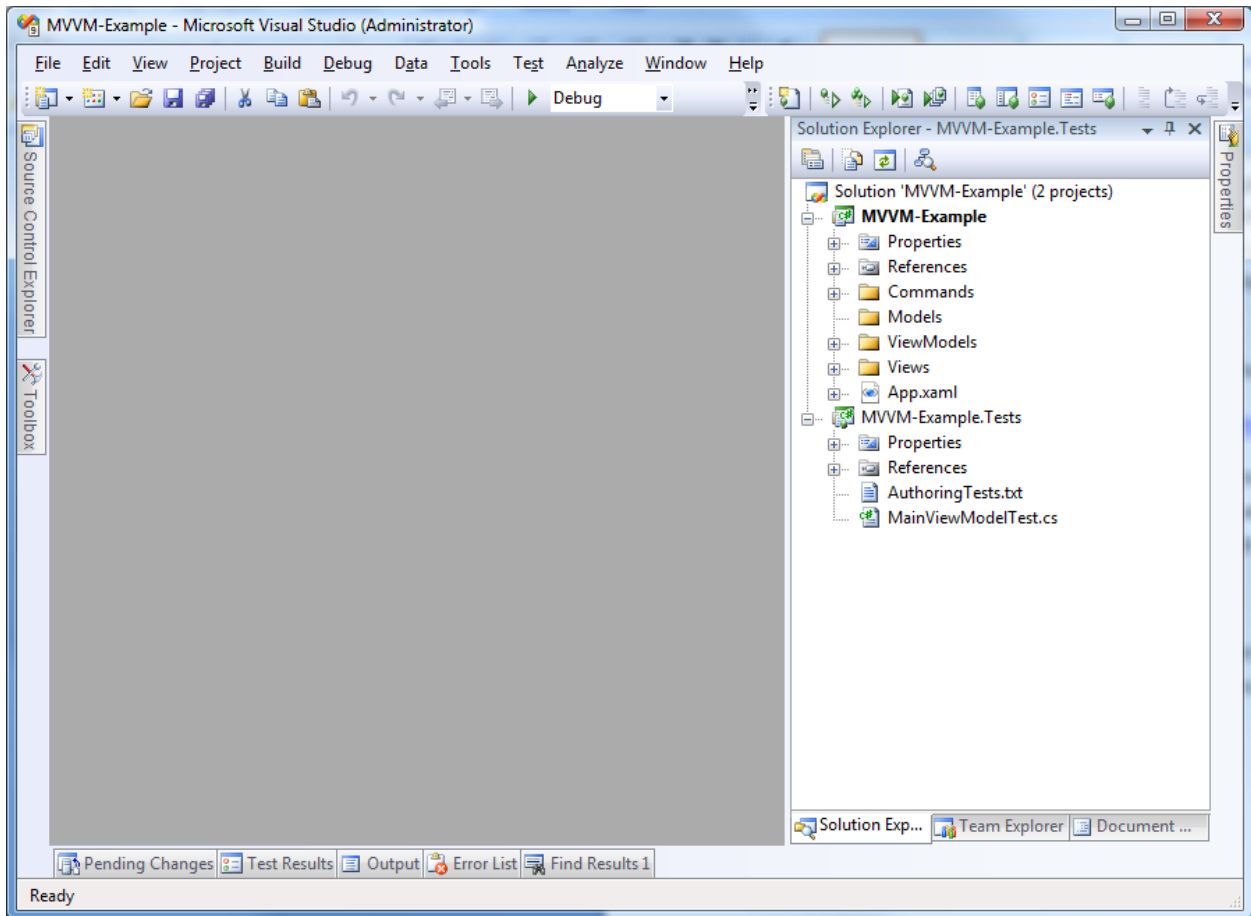 MVVM-Example - Microsoft Visual Studio (Administrator)
File Edit View Project Build Debug Data Tools Test Analyze Window Help
Debug
Source Control Explorer
Toolbox
Solution Explorer - MVVM-Example.Tests
Solution 'MVVM-Example' (2 projects)
MVVM-Example
Properties
References
Commands
Models
ViewModels
Views
App.xaml
MVVM-Example.Tests
Properties
References
AuthoringTests.txt
MainViewModelTest.cs
Properties
Solution Exp... Team Explorer Document ...
Pending Changes Test Results Output Error List Find Results 1
Ready